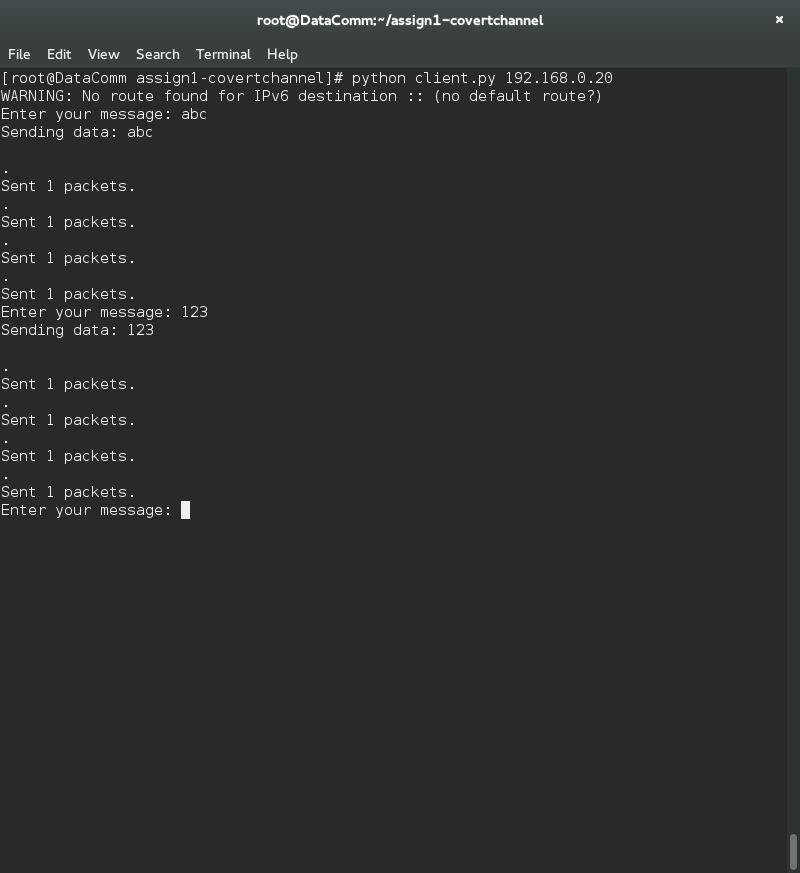 root@DataComm:~/assign1-covertchannel
×
File Edit View Search Terminal Help
[root@DataComm assign1-covertchannel]# python client.py 192.168.0.20
WARNING: No route found for IPv6 destination :: (no default route?)
Enter your message: abc
Sending data: abc
.
Sent 1 packets.
.
Sent 1 packets.
.
Sent 1 packets.
.
Sent 1 packets.
Enter your message: 123
Sending data: 123
.
Sent 1 packets.
.
Sent 1 packets.
.
Sent 1 packets.
.
Sent 1 packets.
Enter your message: